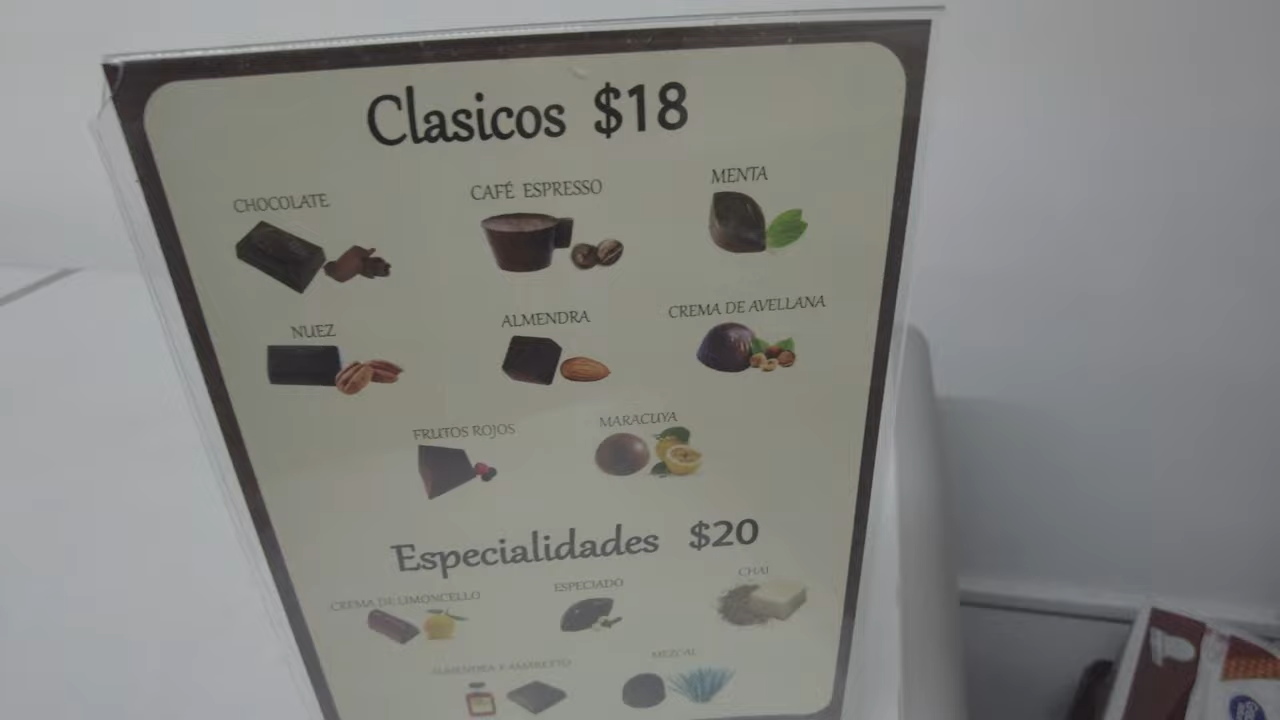 Clasicos $18
CHOCOLATE CAFÉ ESPRESSO MENTA
NUEZ ALMENDRA CREMA DE AVELLANA
FRUTOS ROJOS MARACUYA
Especialidades $20
CREMA DE LIMONCELLO ESPECIADO CHAI
ALMENDRA Y AMARETTO MEZCAL